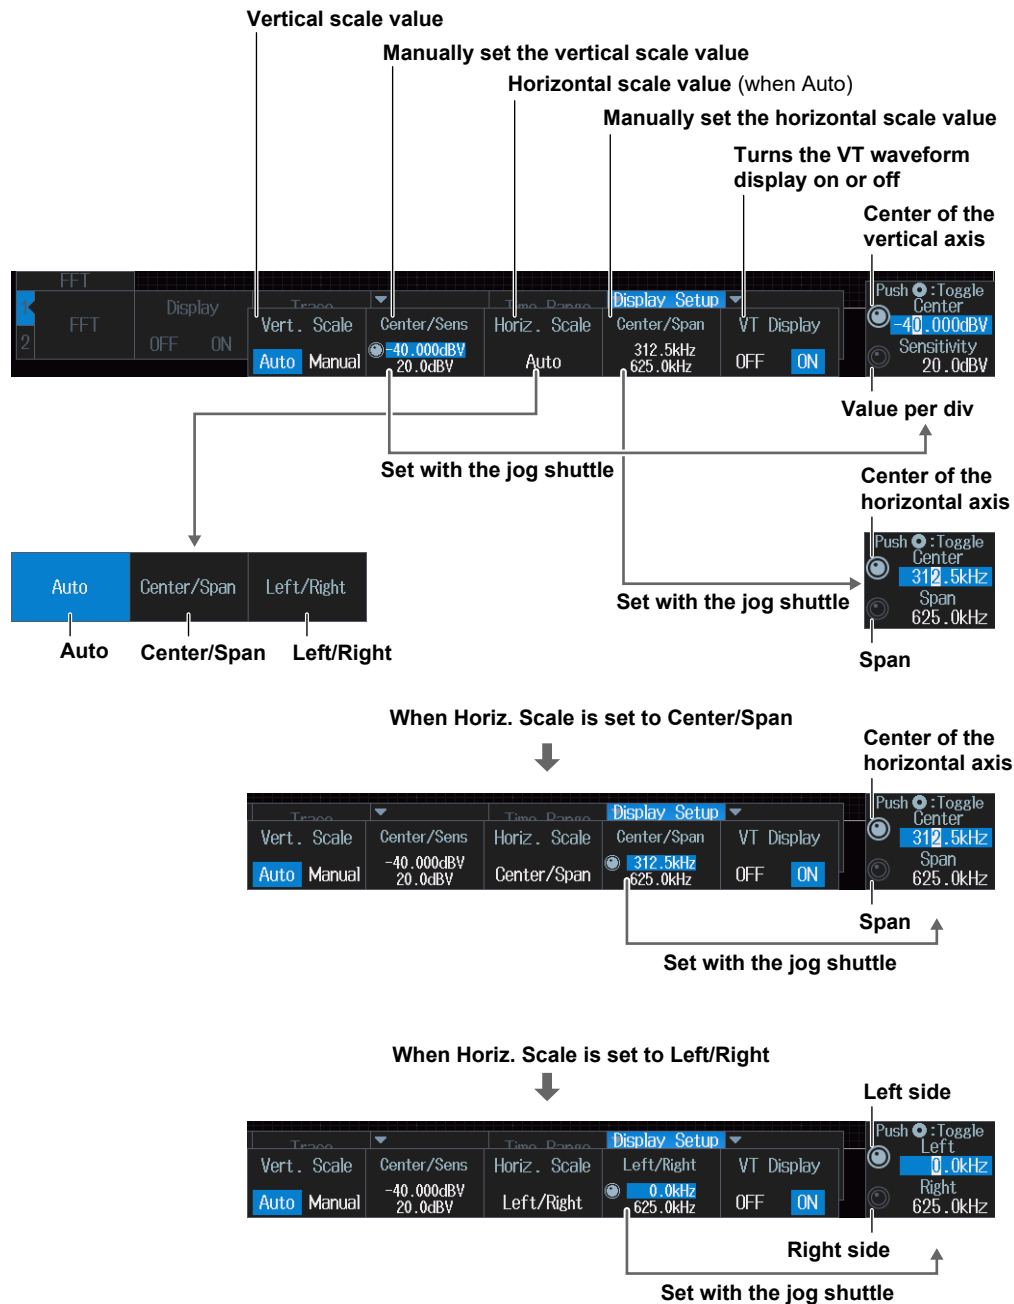 Vertical scale value
Manually set the vertical scale value
Horizontal scale value (when Auto)
Manually set the horizontal scale value
Turns the VT waveform
display on or off
Center of the
vertical axis
FFT
1
FFT
2
Display
OFF ON
Trace
Time Range
Display Setup
Vert. Scale
Auto Manual
Center/Sens
-40.000dBV
20.0dBV
Horiz. Scale
Auto
Center/Span
312.5kHz
625.0kHz
VT Display
OFF ON
Push :Toggle
Center
-40.000dBV
Sensitivity
20.0dBV
Value per div
Set with the jog shuttle
Center of the
horizontal axis
Push :Toggle
Center
312.5kHz
Span
625.0kHz
Set with the jog shuttle
Span
Auto Center/Span Left/Right
Auto Center/Span Left/Right
When Horiz. Scale is set to Center/Span
Center of the
horizontal axis
Trace
Time Range
Display Setup
Vert. Scale
Auto Manual
Center/Sens
-40.000dBV
20.0dBV
Horiz. Scale
Center/Span
Center/Span
312.5kHz
625.0kHz
VT Display
OFF ON
Push :Toggle
Center
312.5kHz
Span
625.0kHz
Span
Set with the jog shuttle
When Horiz. Scale is set to Left/Right
Left side
Trace
Time Range
Display Setup
Vert. Scale
Auto Manual
Center/Sens
-40.000dBV
20.0dBV
Horiz. Scale
Left/Right
Left/Right
0.0kHz
625.0kHz
VT Display
OFF ON
Push :Toggle
Left
0.0kHz
Right
625.0kHz
Right side
Set with the jog shuttle